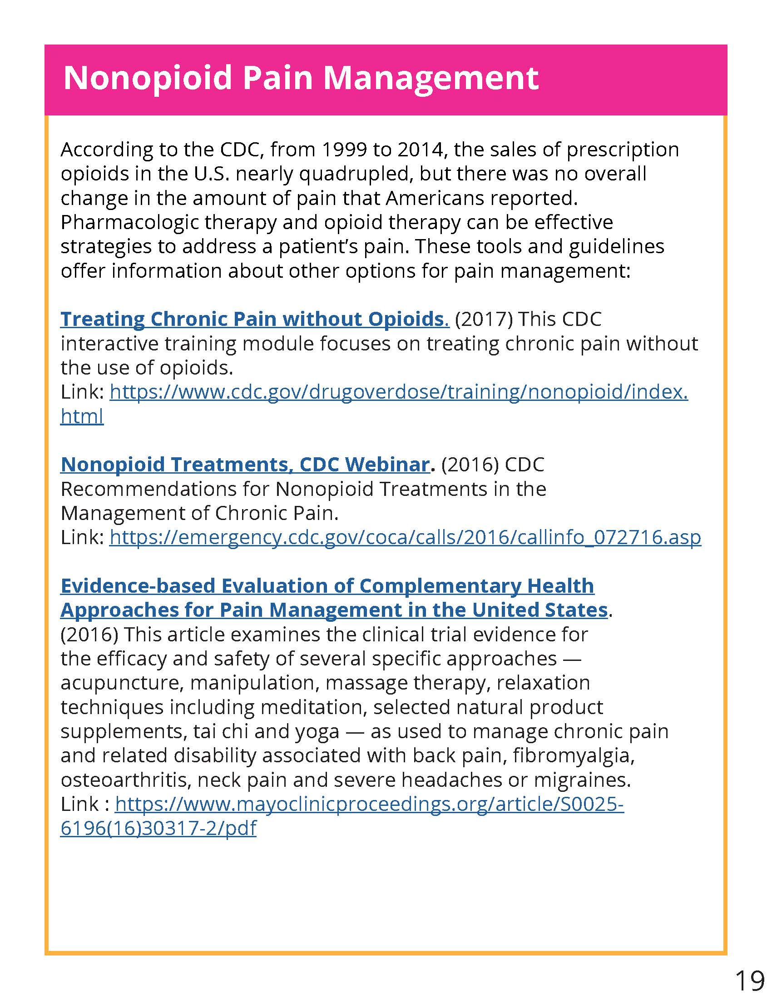 Nonopioid Pain Management
According to the CDC, from 1999 to 2014, the sales of prescription
opioids in the U.S. nearly quadrupled, but there was no overall
change in the amount of pain that Americans reported.
Pharmacologic therapy and opioid therapy can be effective
strategies to address a patient’s pain. These tools and guidelines
offer information about other options for pain management:
Treating Chronic Pain without Opioids. (2017) This CDC
interactive training module focuses on treating chronic pain without
the use of opioids.
Link: https://www.cdc.gov/drugoverdose/training/nonopioid/index.
html
Nonopioid Treatments, CDC Webinar. (2016) CDC
Recommendations for Nonopioid Treatments in the
Management of Chronic Pain.
Link: https://emergency.cdc.gov/coca/calls/2016/callinfo_072716.asp
Evidence-based Evaluation of Complementary Health
Approaches for Pain Management in the United States.
(2016) This article examines the clinical trial evidence for
the efficacy and safety of several specific approaches —
acupuncture, manipulation, massage therapy, relaxation
techniques including meditation, selected natural product
supplements, tai chi and yoga — as used to manage chronic pain
and related disability associated with back pain, fibromyalgia,
osteoarthritis, neck pain and severe headaches or migraines.
Link : https://www.mayoclinicproceedings.org/article/S0025-
6196(16)30317-2/pdf
19